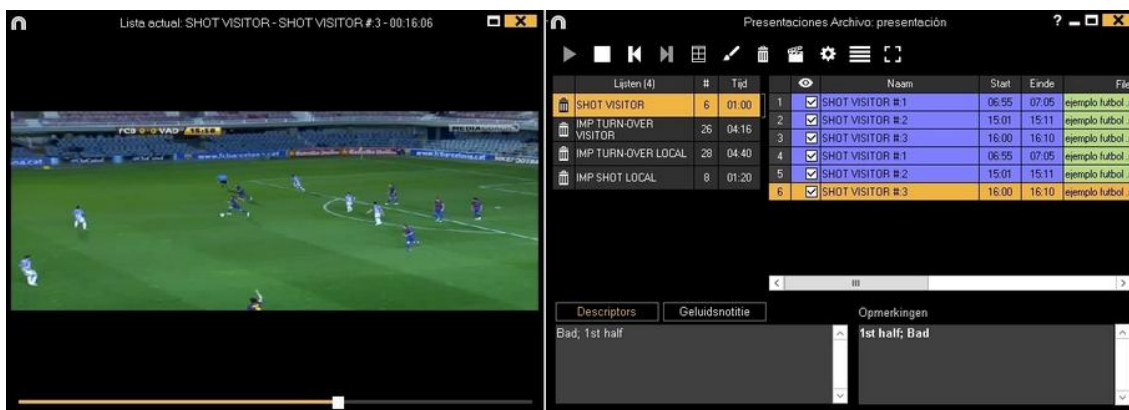 Lista actual: SHOT VISITOR - SHOT VISITOR #:3 - 00:16:06
FCB 0-0 VAD 15:58
Presentaciones Archivo: presentación
?
Lijsten (4) # Tijd
SHOT VISITOR 6 01:00
IMP TURN-OVER
VISITOR 26 04:16
IMP TURN-OVER LOCAL 28 04:40
IMP SHOT LOCAL 8 01:20
Naam Start Einde File
1 SHOT VISITOR #:1 06:55 07:05 ejemplo futbol .
2 SHOT VISITOR #:2 15:01 15:11 ejemplo futbol .
3 SHOT VISITOR #:3 16:00 16:10 ejemplo futbol .
4 SHOT VISITOR #:1 06:55 07:05 ejemplo futbol .
5 SHOT VISITOR #:2 15:01 15:11 ejemplo futbol .
6 SHOT VISITOR #:3 16:00 16:10 ejemplo futbol .
Descriptors Geluidsnotitie
Bad; 1st half
Opmerkingen
1st half; Bad